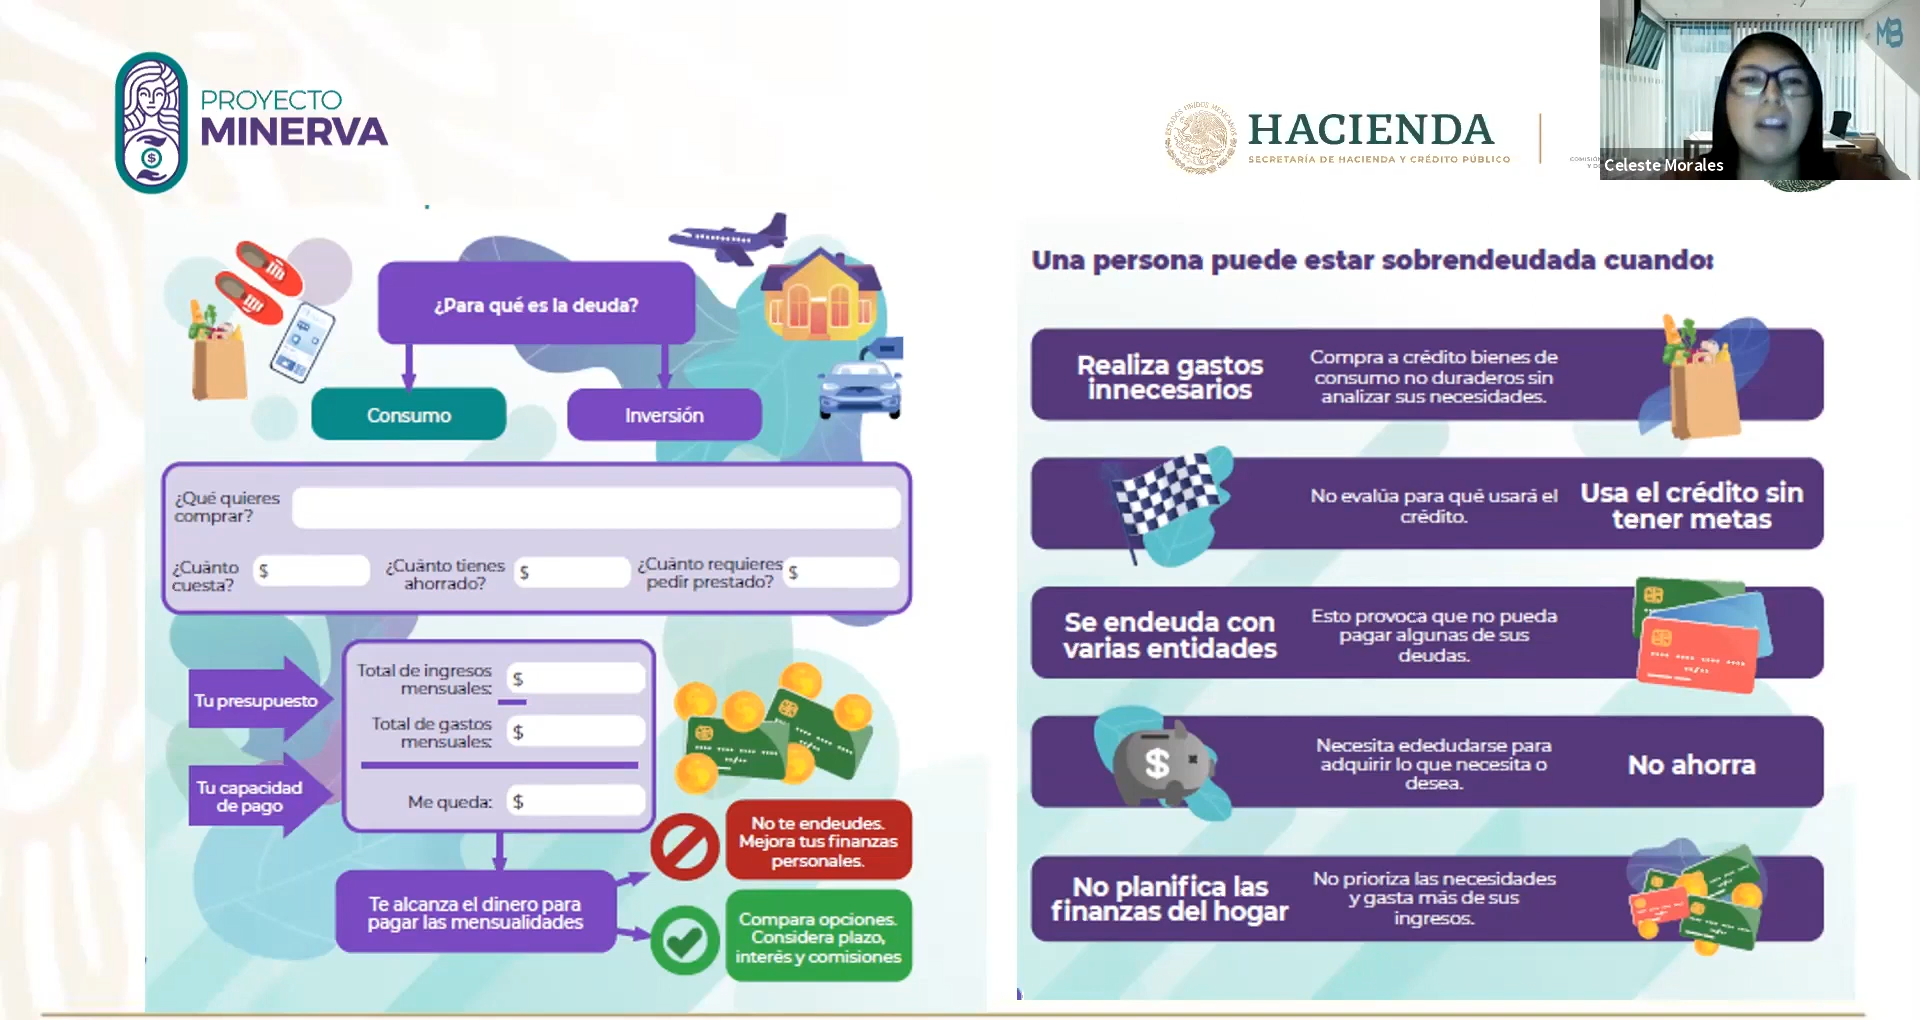 PROYECTO
MINERVA
HACIENDA
SECRETARÍA DE HACIENDA Y CRÉDITO PÚBLICO
Celeste Morales
¿Para qué es la deuda?
Consumo
Inversión
¿Qué quieres
comprar?
¿Cuánto
cuesta?
$
¿Cuánto tienes
ahorrado?
$
¿Cuánto requieres
pedir prestado?
$
Tu presupuesto
Total de ingresos
mensuales:
$
Total de gastos
mensuales:
$
Tu capacidad
de pago
Me queda:
$
Te alcanza el dinero para
pagar las mensualidades
No te endeudes.
Mejora tus finanzas
personales.
Compara opciones.
Considera plazo,
interés y comisiones
Una persona puede estar sobrendeudada cuando:
Realiza gastos
innecesarios
Compra a crédito bienes de
consumo no duraderos sin
analizar sus necesidades.
No evalúa para qué usará el
crédito.
Usa el crédito sin
tener metas
Se endeuda con
varias entidades
Esto provoca que no pueda
pagar algunas de sus
deudas.
$
Necesita ededudarse para
adquirir lo que necesita o
desea.
No ahorra
No planifica las
finanzas del hogar
No prioriza las necesidades
y gasta más de sus
ingresos.